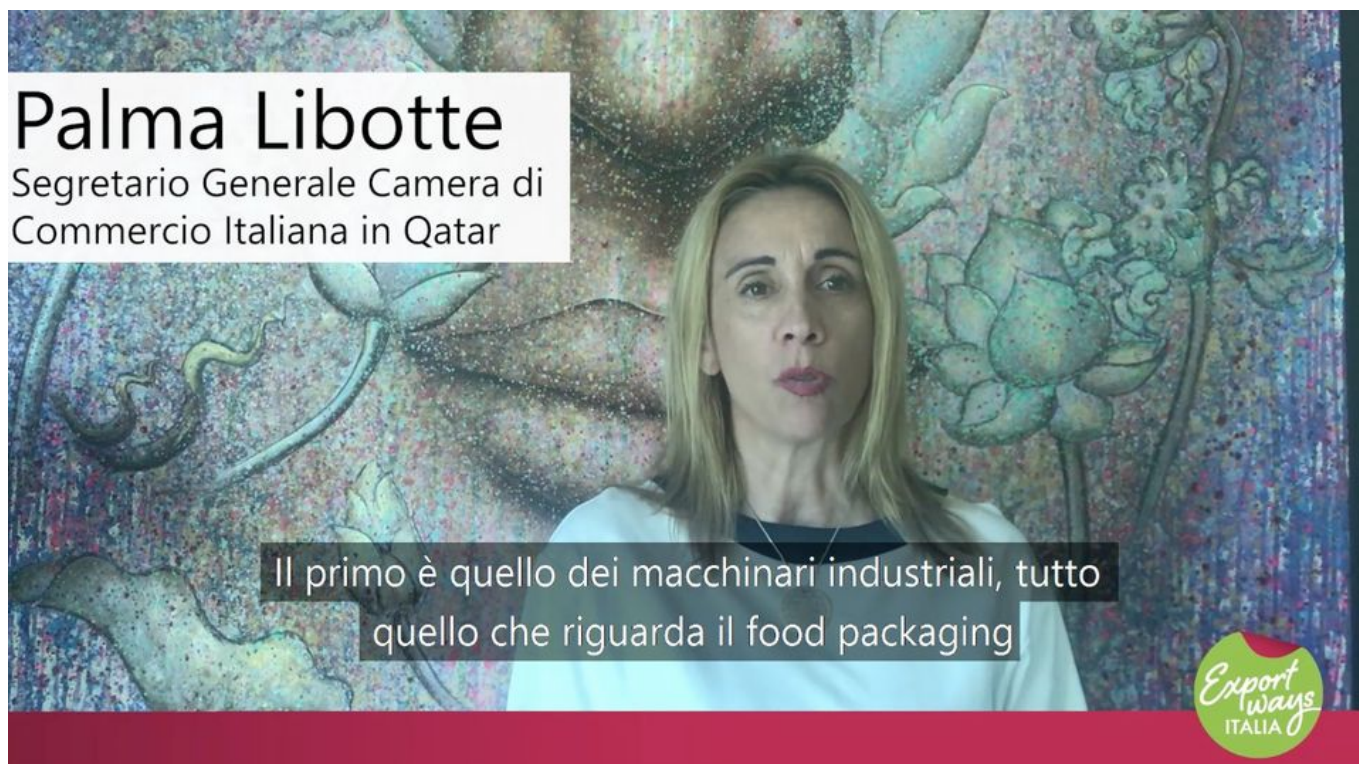 Palma Libotte
Segretario Generale Camera di
Commercio Italiana in Qatar
Il primo è quello dei macchinari industriali, tutto
quello che riguarda il food packaging
Export
ways
ITALIA